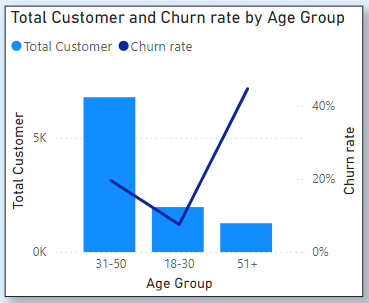 Total Customer and Churn rate by Age Group
Total Customer Churn rate
Total Customer
5K
0K
40%
20%
0%
Churn rate
31-50 18-30 51+
Age Group